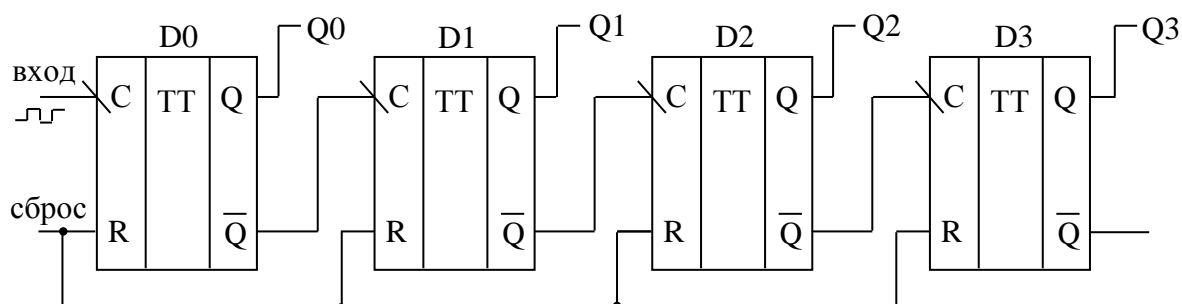 D0 Q0 D1 Q1 D2 Q2 D3 Q3
вход C TT Q C TT Q C TT Q C TT Q
сброс R Q̅ R Q̅ R Q̅ R Q̅